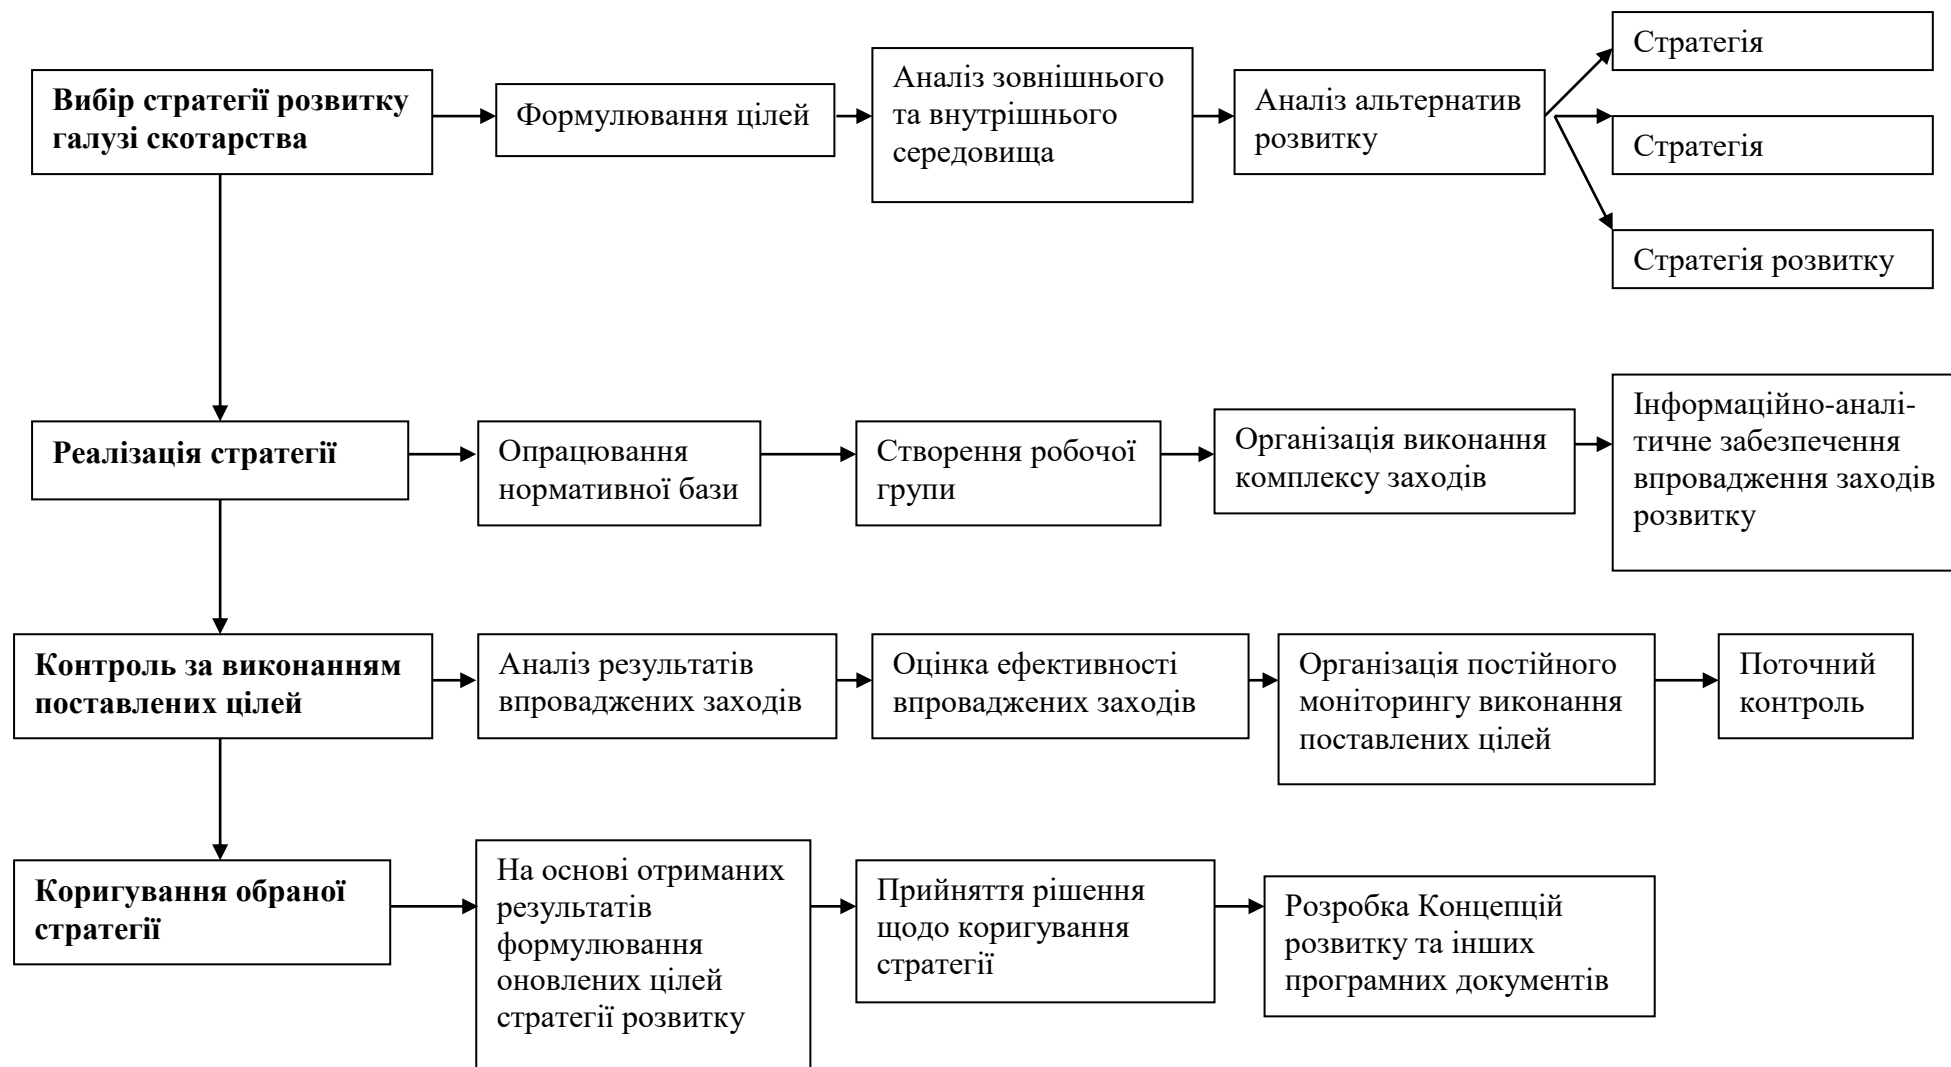 Вибір стратегії розвитку
галузі скотарства
Формулювання цілей
Аналіз зовнішнього
та внутрішнього
середовища
Аналіз альтернатив
розвитку
Стратегія
Стратегія
Стратегія розвитку
Реалізація стратегії
Опрацювання
нормативної бази
Створення робочої
групи
Організація виконання
комплексу заходів
Інформаційно-аналі-
тичне забезпечення
впровадження заходів
розвитку
Контроль за виконанням
поставлених цілей
Аналіз результатів
впроваджених заходів
Оцінка ефективності
впроваджених заходів
Організація постійного
моніторингу виконання
поставлених цілей
Поточний
контроль
Коригування обраної
стратегії
На основі отриманих
результатів
формулювання
оновлених цілей
стратегії розвитку
Прийняття рішення
щодо коригування
стратегії
Розробка Концепцій
розвитку та інших
програмних документів